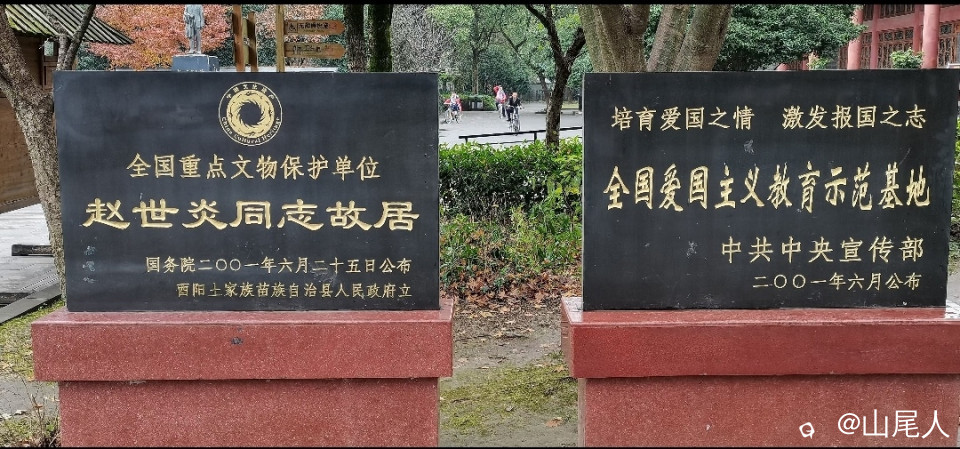 全国重点文物保护单位
赵世炎同志故居
国务院二〇〇一年六月二十五日公布
酉阳土家族苗族自治县人民政府立
培育爱国之情 激发报国之志
全国爱国主义教育示范基地
中共中央宣传部
二〇〇一年六月公布
@山尾人